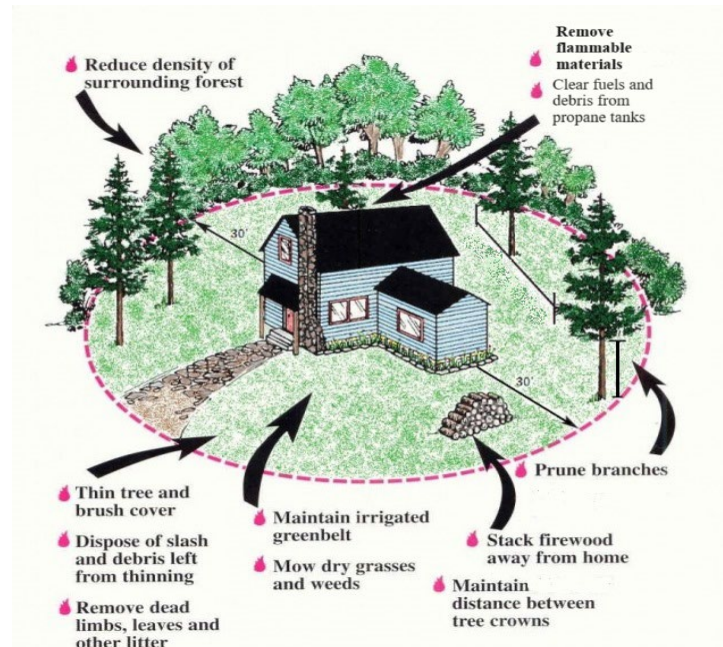 Reduce density of
surrounding forest
Remove
flammable
materials
Clear fuels and
debris from
propane tanks
30'
30'
Prune branches
Thin tree and
brush cover
Dispose of slash
and debris left
from thinning
Remove dead
limbs, leaves and
other litter
Maintain irrigated
greenbelt
Mow dry grasses
and weeds
Stack firewood
away from home
Maintain
distance between
tree crowns